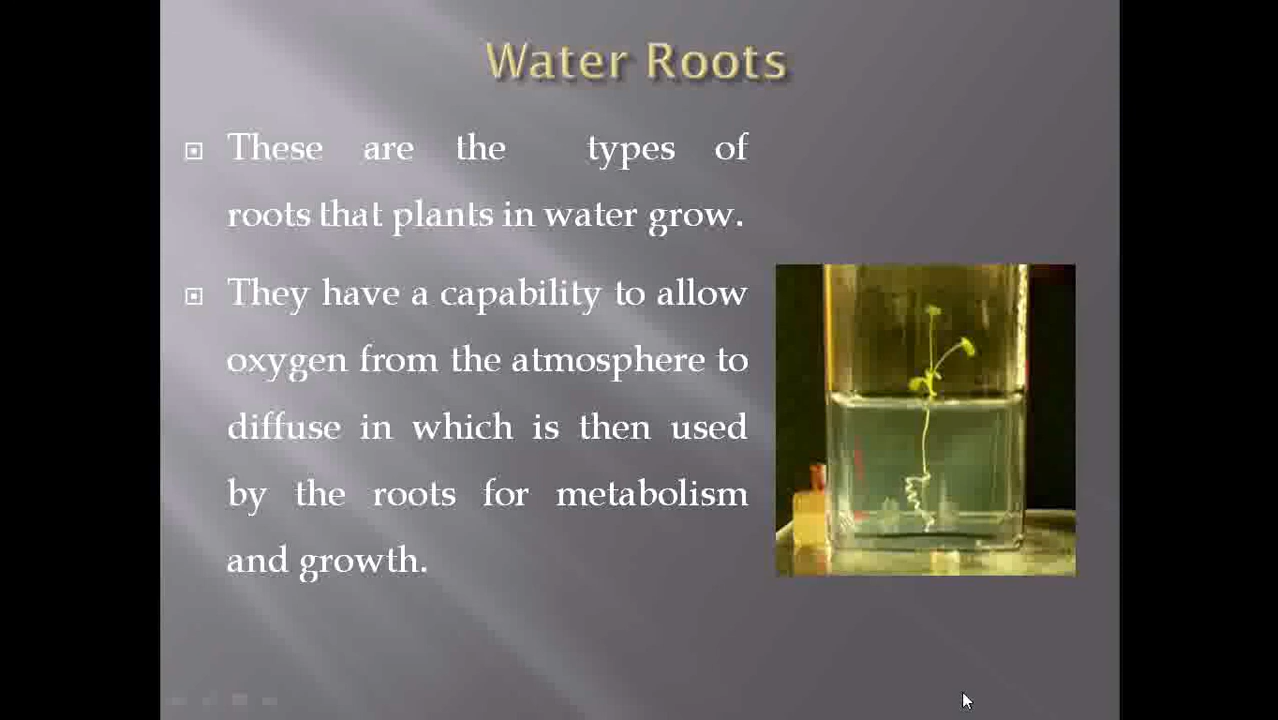 Water Roots
These are the types of
roots that plants in water grow.
They have a capability to allow
oxygen from the atmosphere to
diffuse in which is then used
by the roots for metabolism
and growth.